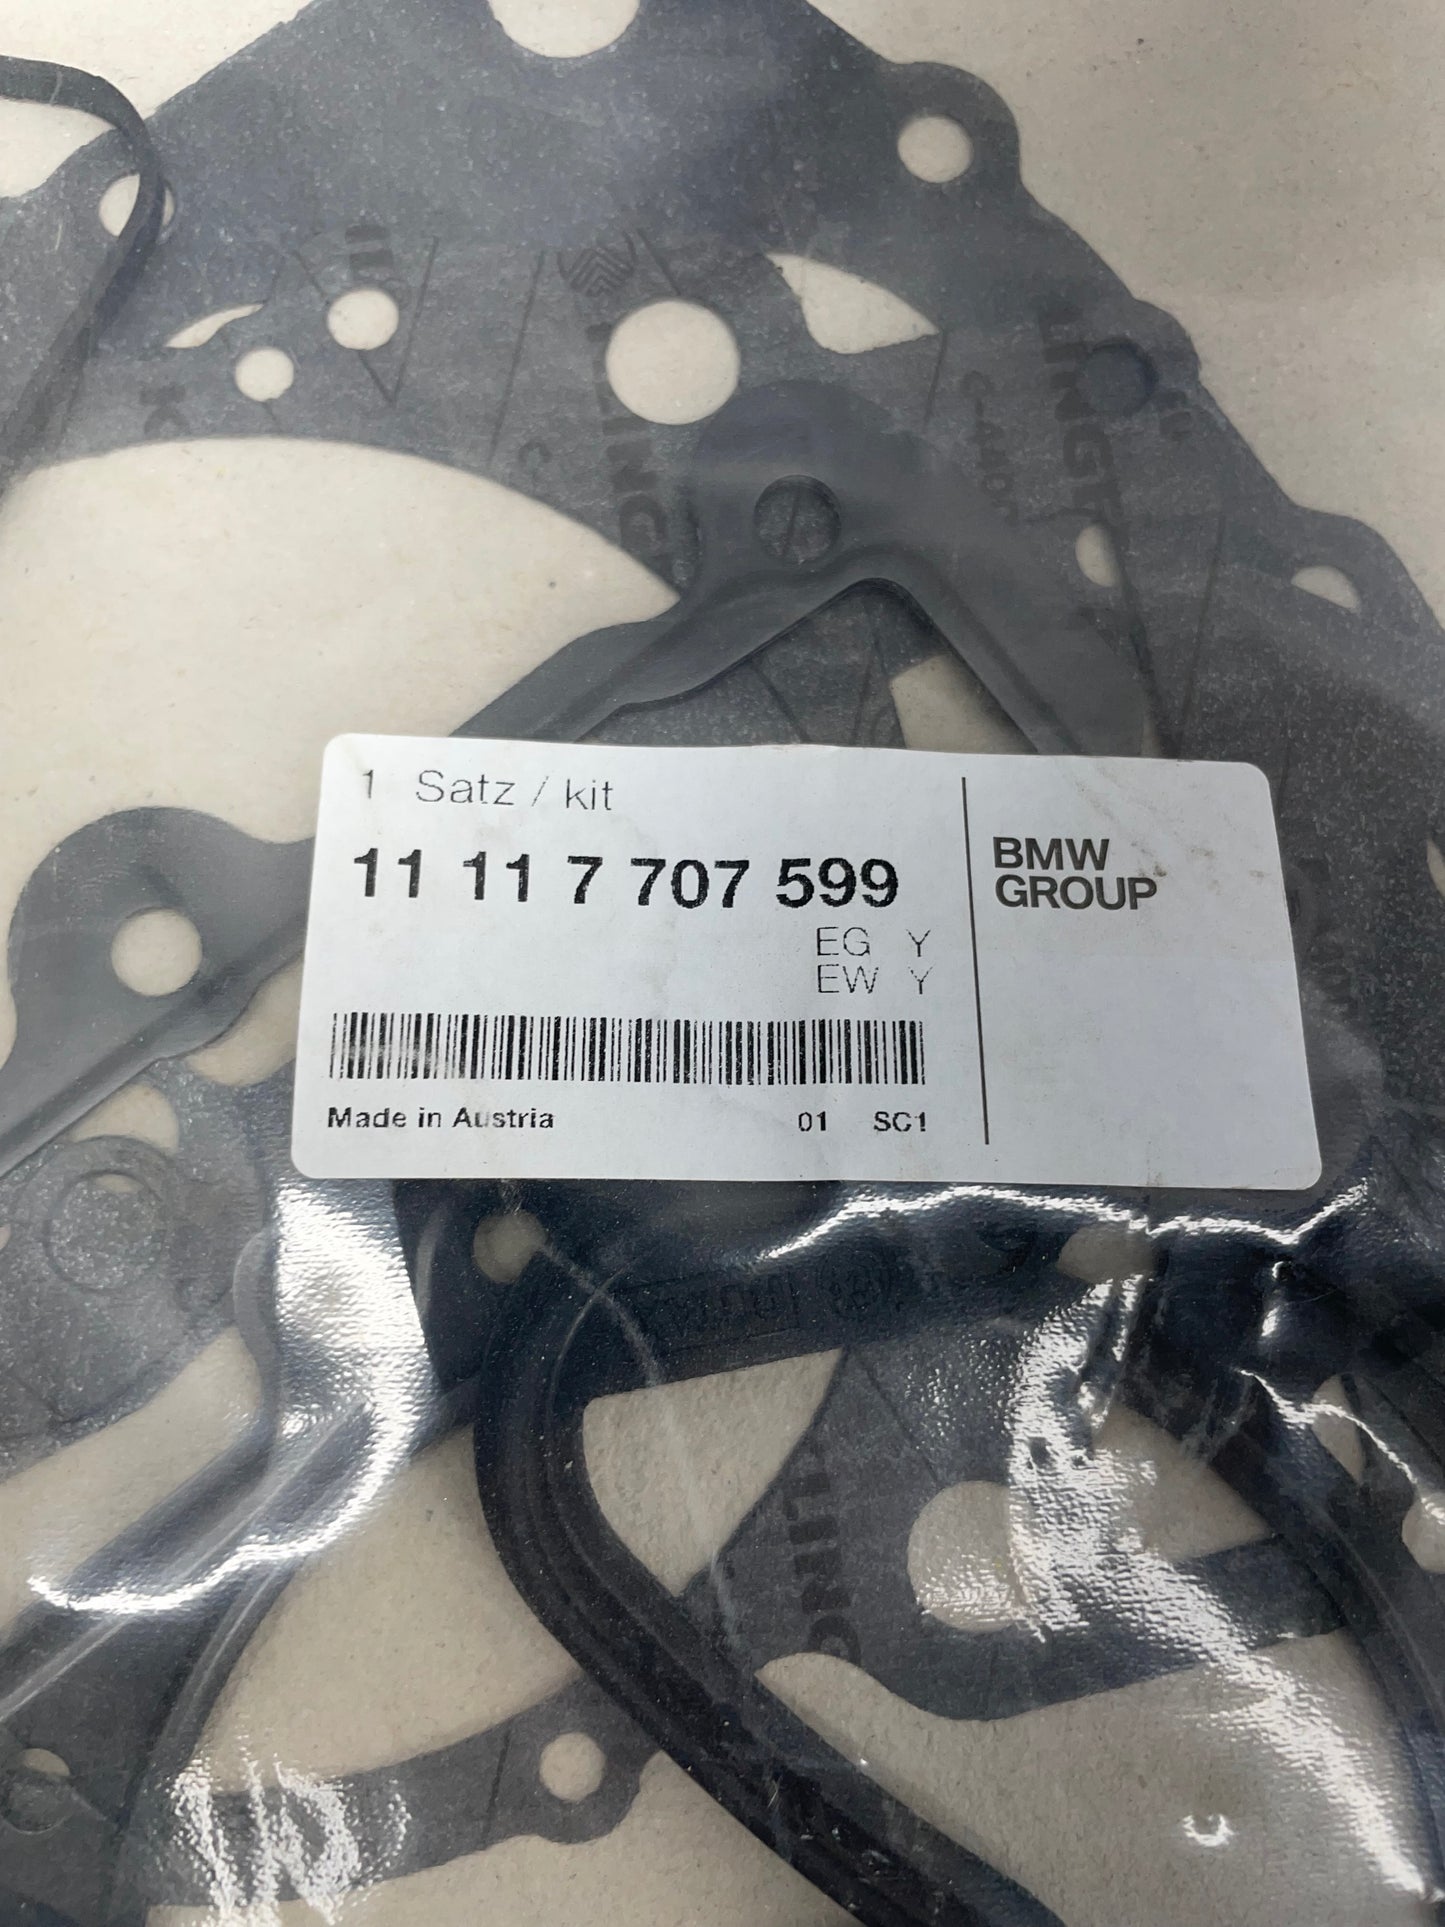 1 Satz / kit
11 11 7 707 599
EG Y
EW Y
Made in Austria 01 SC1
BMW
GROUP